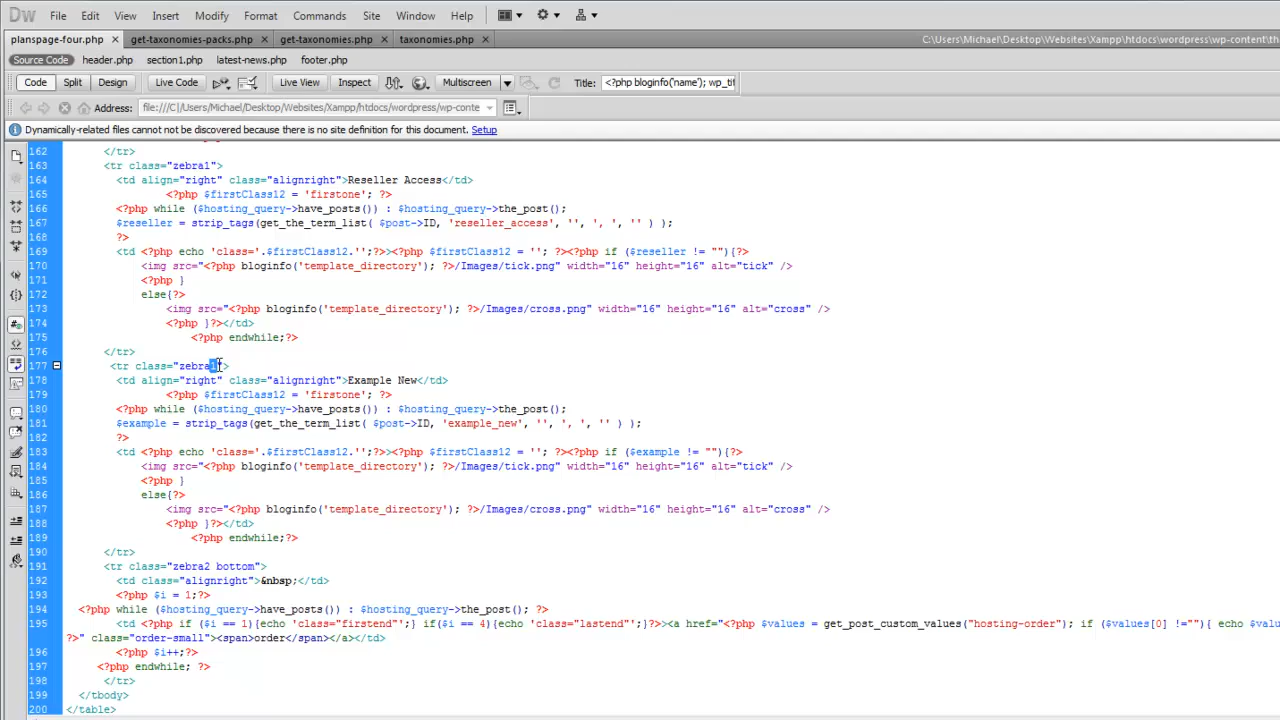 Dw File Edit View Insert Modify Format Commands Site Window Help
planspage-four.php × get-taxonomies-packs.php × get-taxonomies.php × taxonomies.php × C:\Users\Michael\Desktop\Websites\Xampp\htdocs\wordpress\wp-content\th
Source Code header.php section1.php latest-news.php footer.php
Code Split Design Live Code Live View Inspect Multiscreen Title: <?php bloginfo('name'); wp_tit
Address: file:///C|/Users/Michael/Desktop/Websites/Xampp/htdocs/wordpress/wp-conte
Dynamically-related files cannot be discovered because there is no site definition for this document. Setup
162 </tr>
163 <tr class="zebra1">
164 <td align="right" class="alignright">Reseller Access</td>
165 <?php $firstClass12 = 'firstone'; ?>
166 <?php while ($hosting_query->have_posts()) : $hosting_query->the_post();
167 $reseller = strip_tags(get_the_term_list( $post->ID, 'reseller_access', '', ', ', '' ) );
168 ?>
169 <td <?php echo 'class='.$firstClass12.'';?>><?php $firstClass12 = ''; ?><?php if ($reseller != ""){?>
170 <img src="<?php bloginfo('template_directory'); ?>/Images/tick.png" width="16" height="16" alt="tick" />
171 <?php }
172 else{?>
173 <img src="<?php bloginfo('template_directory'); ?>/Images/cross.png" width="16" height="16" alt="cross" />
174 <?php }?></td>
175 <?php endwhile;?>
176 </tr>
177 <tr class="zebra1">
178 <td align="right" class="alignright">Example New</td>
179 <?php $firstClass12 = 'firstone'; ?>
180 <?php while ($hosting_query->have_posts()) : $hosting_query->the_post();
181 $example = strip_tags(get_the_term_list( $post->ID, 'example_new', '', ', ', '' ) );
182 ?>
183 <td <?php echo 'class='.$firstClass12.'';?>><?php $firstClass12 = ''; ?><?php if ($example != ""){?>
184 <img src="<?php bloginfo('template_directory'); ?>/Images/tick.png" width="16" height="16" alt="tick" />
185 <?php }
186 else{?>
187 <img src="<?php bloginfo('template_directory'); ?>/Images/cross.png" width="16" height="16" alt="cross" />
188 <?php }?></td>
189 <?php endwhile;?>
190 </tr>
191 <tr class="zebra2 bottom">
192 <td class="alignright">&nbsp;</td>
193 <?php $i = 1;?>
194 <?php while ($hosting_query->have_posts()) : $hosting_query->the_post(); ?>
195 <td <?php if ($i == 1){echo 'class="firstend"';} if($i == 4){echo 'class="lastend"';}?>><a href="<?php $values = get_post_custom_values("hosting-order"); if ($values[0] !=""){ echo $valu
?>" class="order-small"><span>order</span></a></td>
196 <?php $i++;?>
197 <?php endwhile; ?>
198 </tr>
199 </tbody>
200 </table>